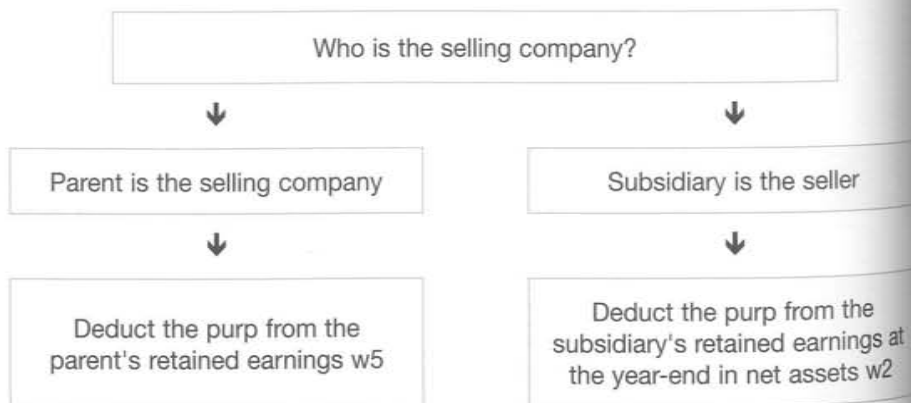 Who is the selling company?
Parent is the selling company
Subsidiary is the seller
Deduct the purp from the
parent's retained earnings w5
Deduct the purp from the
subsidiary's retained earnings at
the year-end in net assets w2